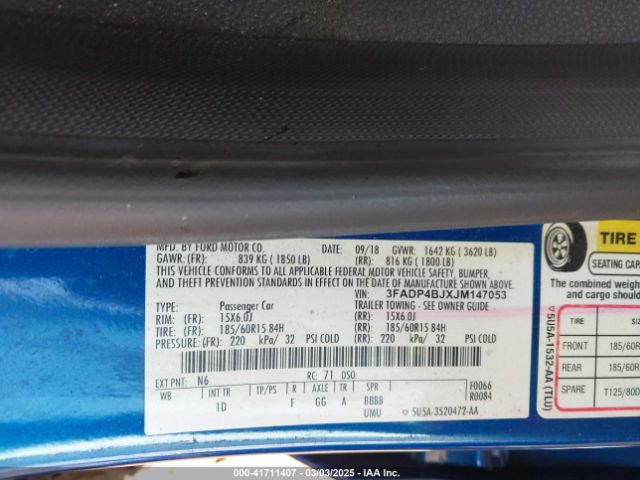 MFD. BY FORD MOTOR CO.
09/18 GVWR: 1642 KG ( 3620 LB)
GAWR: (FR): 839 KG ( 1850 LB) (RR): 816 KG ( 1800 LB)
THIS VEHICLE CONFORMS TO ALL APPLICABLE FEDERAL MOTOR VEHICLE SAFETY, BUMPER,
AND THEFT PREVENTION STANDARDS IN EFFECT ON THE DATE OF MANUFACTURE SHOWN ABOVE.
VIN: 3FADP4BJXJM147053
TYPE: Passenger Car TRAILER TOWING - SEE OWNER GUIDE
RIM: (FR): 15X6.0J (RR): 15X6.0J
TIRE: (FR): 185/60R15 84H (RR): 185/60R15 84H
PRESSURE: (FR): 220 kPa/ 32 PSI COLD (RR): 220 kPa/ 32 PSI COLD
EXT PNT: N6 RC: 71 DSO:
WB INT TR TP/PS R AXLE TR SPR F0066
R0084
1D F GG A BBBB
UMU 5U5A-3520472-AA
TIRE
SEATING CAPA
The combined weigh
and cargo should
TIRE SIZE
FRONT 185/60R
REAR 185/60R
SPARE T125/80D
5U5A-1532-AA (TLU)
000-41711407 - 03/03/2025 - IAA Inc.